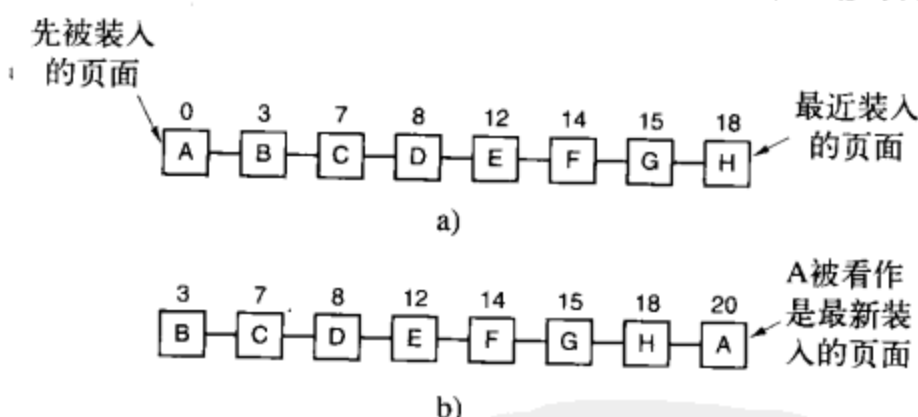 先被装入
的页面
0 3 7 8 12 14 15 18
A B C D E F G H
最近装入
的页面
a)
3 7 8 12 14 15 18 20
B C D E F G H A
A被看作
是最新装
入的页面
b)